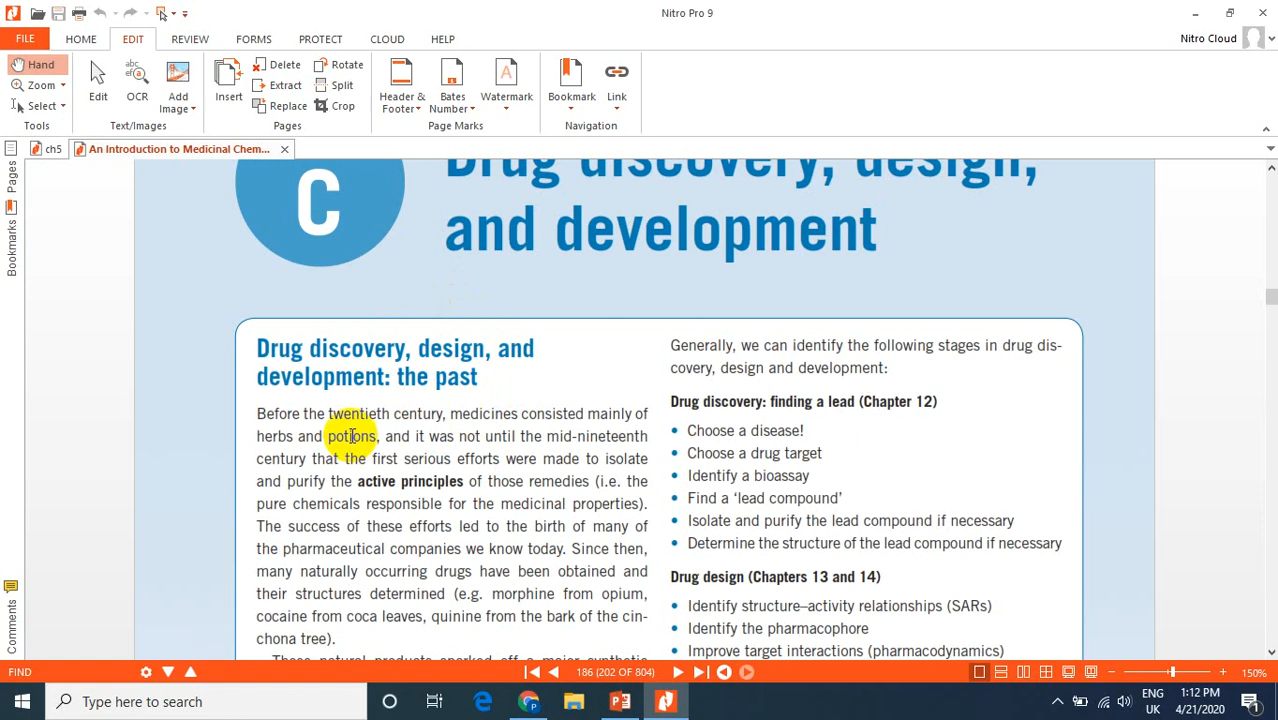 Nitro Pro 9
FILE HOME EDIT REVIEW FORMS PROTECT CLOUD HELP
Nitro Cloud
Hand
Zoom
Select
Tools
Edit
OCR
Add Image
Text/Images
Insert
Delete
Extract
Replace
Rotate
Split
Crop
Pages
Header & Footer
Bates Number
Watermark
Page Marks
Bookmark
Link
Navigation
ch5
An Introduction to Medicinal Chem...
Pages
Bookmarks
Comments
C
Drug discovery, design,
and development
Drug discovery, design, and
development: the past
Before the twentieth century, medicines consisted mainly of
herbs and potions, and it was not until the mid-nineteenth
century that the first serious efforts were made to isolate
and purify the active principles of those remedies (i.e. the
pure chemicals responsible for the medicinal properties).
The success of these efforts led to the birth of many of
the pharmaceutical companies we know today. Since then,
many naturally occurring drugs have been obtained and
their structures determined (e.g. morphine from opium,
cocaine from coca leaves, quinine from the bark of the cin-
chona tree).
Generally, we can identify the following stages in drug dis-
covery, design and development:
Drug discovery: finding a lead (Chapter 12)
• Choose a disease!
• Choose a drug target
• Identify a bioassay
• Find a ‘lead compound’
• Isolate and purify the lead compound if necessary
• Determine the structure of the lead compound if necessary
Drug design (Chapters 13 and 14)
• Identify structure–activity relationships (SARs)
• Identify the pharmacophore
• Improve target interactions (pharmacodynamics)
FIND
186 (202 OF 804)
150%
Type here to search
ENG
UK
1:12 PM
4/21/2020